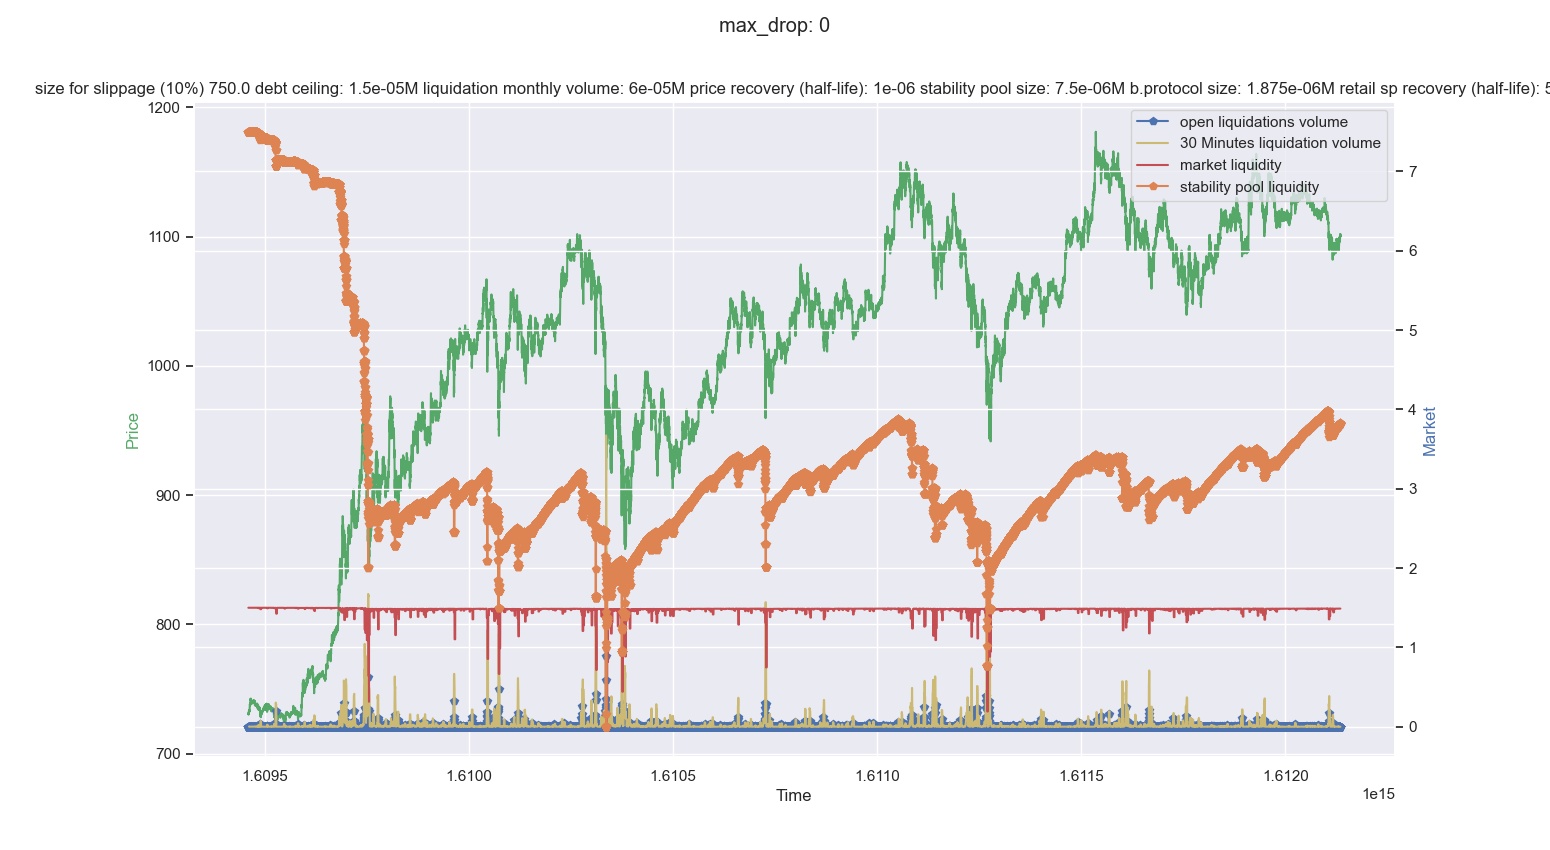 max_drop: 0
size for slippage (10%) 750.0 debt ceiling: 1.5e-05M liquidation monthly volume: 6e-05M price recovery (half-life): 1e-06 stability pool size: 7.5e-06M b.protocol size: 1.875e-06M retail sp recovery (half-life):
1200
1100
1000
900
800
700
Price
open liquidations volume
30 Minutes liquidation volume
market liquidity
stability pool liquidity
7
6
5
4
3
2
1
0
Market
1.6095
1.6100
1.6105
1.6110
1.6115
1.6120
Time
1e15